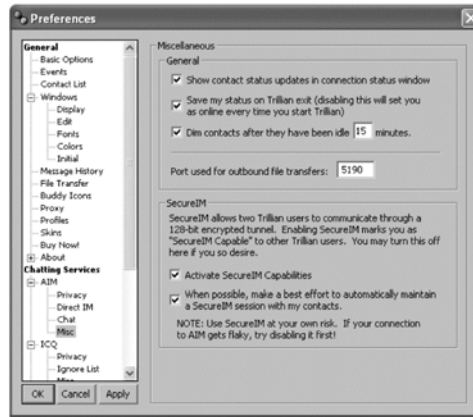 Preferences
General
Basic Options
Events
Contact List
Windows
Display
Edit
Fonts
Colors
Initial
Message History
File Transfer
Buddy Icons
Proxy
Profiles
Skins
Buy Now!
About
Chatting Services
AIM
Privacy
Direct IM
Chat
Misc
ICQ
Privacy
Ignore List
Misc
OK Cancel Apply
Miscellaneous
General
Show contact status updates in connection status window
Save my status on Trillian exit (disabling this will set you
as online every time you start Trillian)
Dim contacts after they have been idle 15 minutes.
Port used for outbound file transfers: 5190
SecureIM
SecureIM allows two Trillian users to communicate through a
128-bit encrypted tunnel. Enabling SecureIM marks you as
"SecureIM Capable" to other Trillian users. You may turn this off
here if you so desire.
Activate SecureIM Capabilities
When possible, make a best effort to automatically maintain
a SecureIM session with my contacts.
NOTE: Use SecureIM at your own risk. If your connection
to AIM gets flaky, try disabling it first!